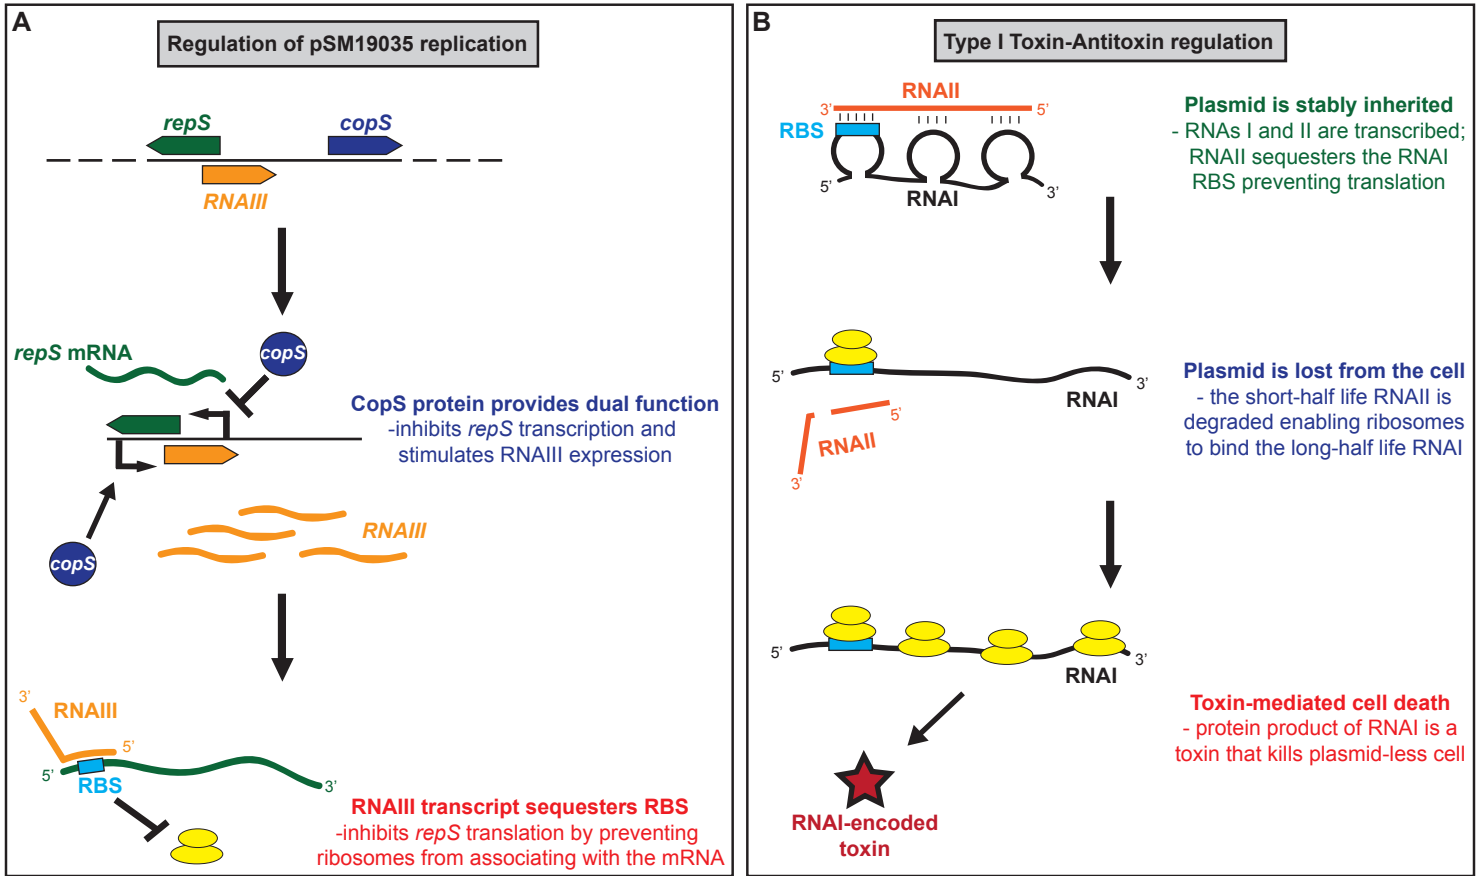 A
Regulation of pSM19035 replication
repS
copS
RNAIII
repS mRNA
copS
CopS protein provides dual function
-inhibits repS transcription and
stimulates RNAIII expression
RNAIII
copS
3’
RNAIII
5’
5’
RBS
3’
RNAIII transcript sequesters RBS
-inhibits repS translation by preventing
ribosomes from associating with the mRNA
B
Type I Toxin-Antitoxin regulation
RNAII
3’
5’
RBS
5’
RNAI
3’
Plasmid is stably inherited
- RNAs I and II are transcribed;
RNAII sequesters the RNAI
RBS preventing translation
5’
3’
RNAI
5’
RNAII
3’
Plasmid is lost from the cell
- the short-half life RNAII is
degraded enabling ribosomes
to bind the long-half life RNAI
5’
3’
RNAI
Toxin-mediated cell death
- protein product of RNAI is a
toxin that kills plasmid-less cell
RNAI-encoded
toxin